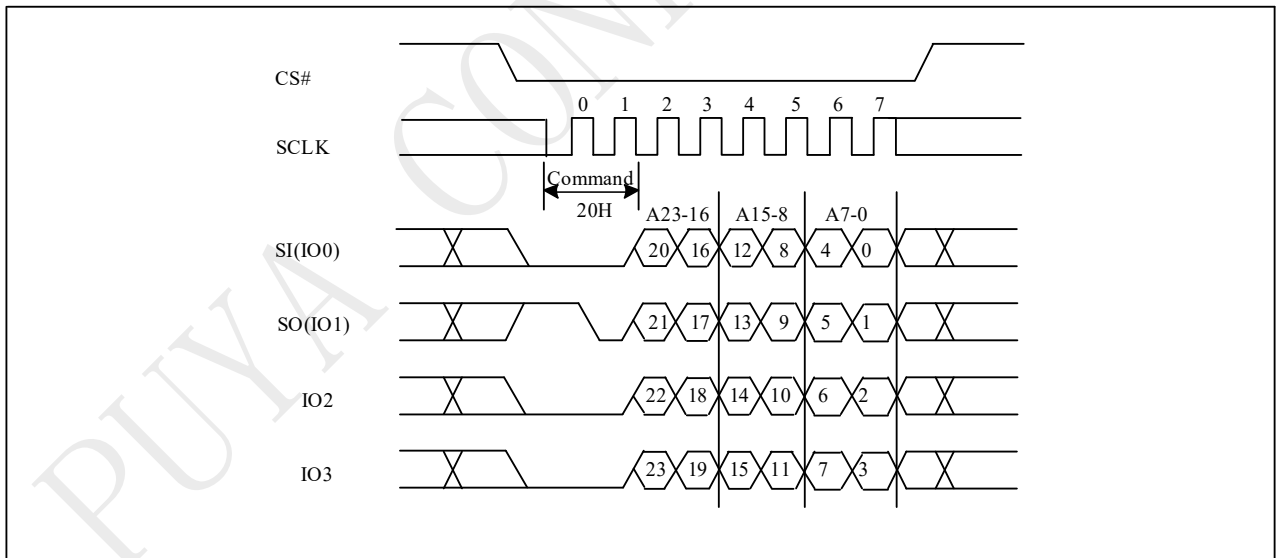 PUYA CON
CS#
0 1 2 3 4 5 6 7
SCLK
Command
20H
A23-16 A15-8 A7-0
SI(IO0) 20 16 12 8 4 0
SO(IO1) 21 17 13 9 5 1
IO2 22 18 14 10 6 2
IO3 23 19 15 11 7 3